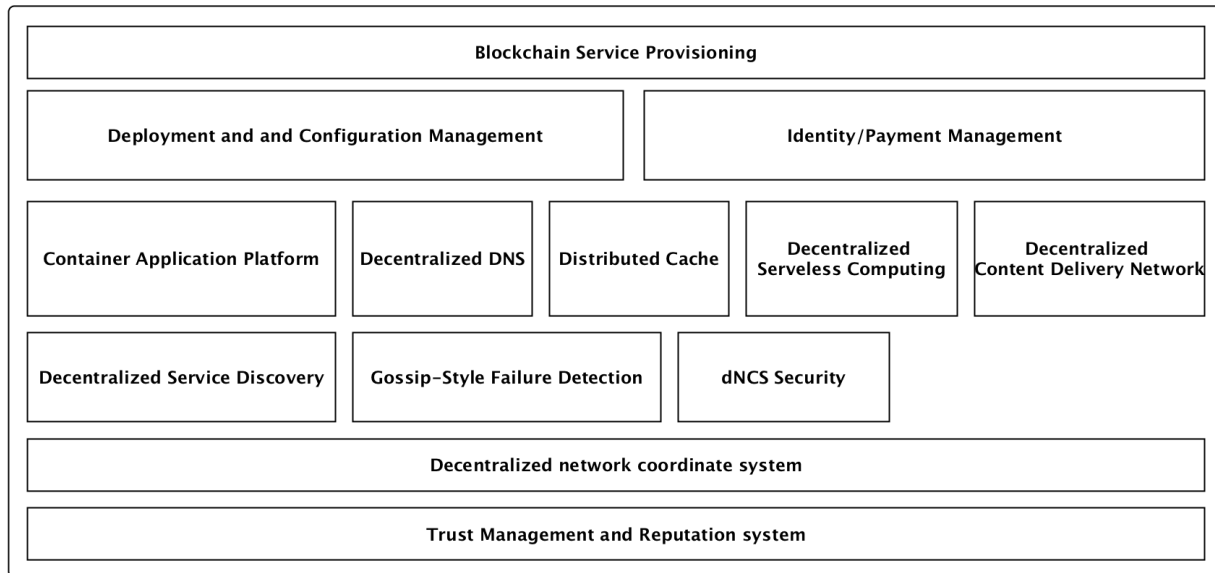 Blockchain Service Provisioning
Deployment and and Configuration Management
Identity/Payment Management
Container Application Platform
Decentralized DNS
Distributed Cache
Decentralized
Serveless Computing
Decentralized
Content Delivery Network
Decentralized Service Discovery
Gossip-Style Failure Detection
dNCS Security
Decentralized network coordinate system
Trust Management and Reputation system